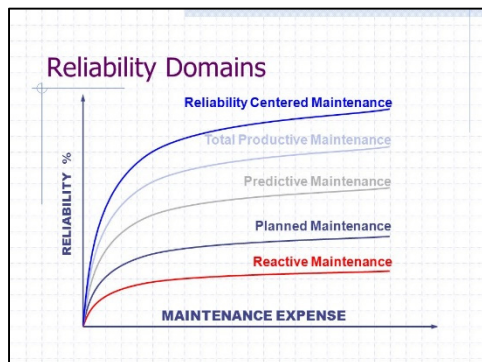 Reliability Domains
Reliability Centered Maintenance
Total Productive Maintenance
Predictive Maintenance
Planned Maintenance
Reactive Maintenance
RELIABILITY %
MAINTENANCE EXPENSE